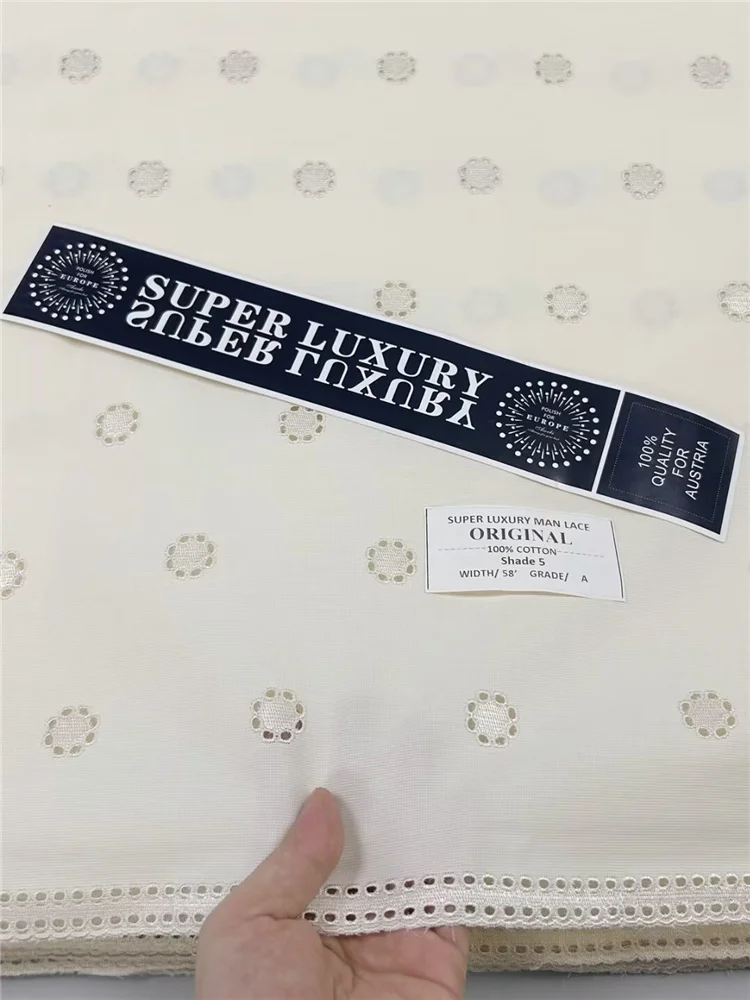 POLISH
FOR
EUROPE
SUPER LUXURY
SUPER LUXURY
POLISH
FOR
EUROPE
100%
QUALITY
FOR
AUSTRIA
SUPER LUXURY MAN LACE
ORIGINAL
100% COTTON
Shade 5
WIDTH/ 58' GRADE/ A